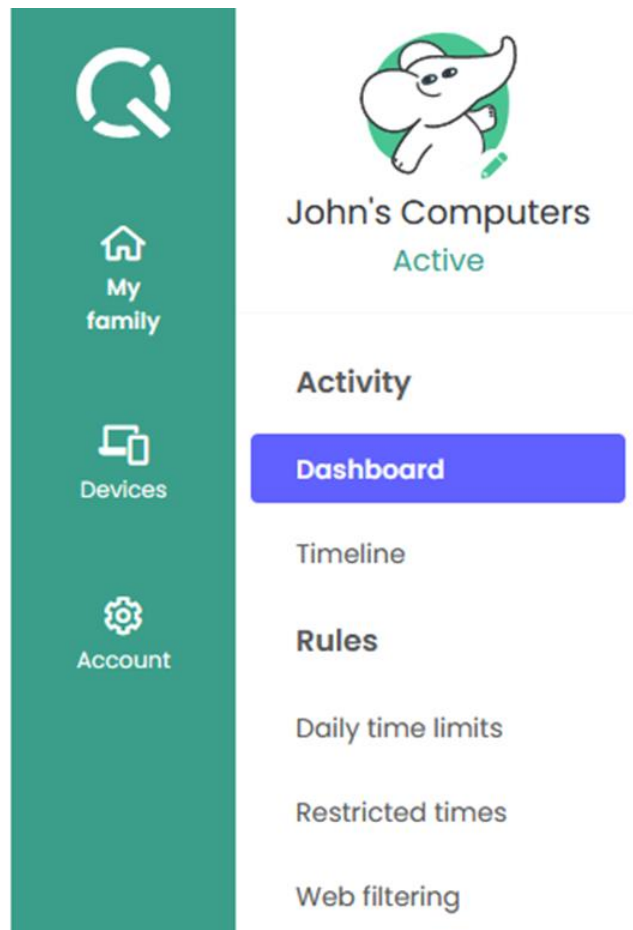 My
family
Devices
Account
John's Computers
Active
Activity
Dashboard
Timeline
Rules
Daily time limits
Restricted times
Web filtering